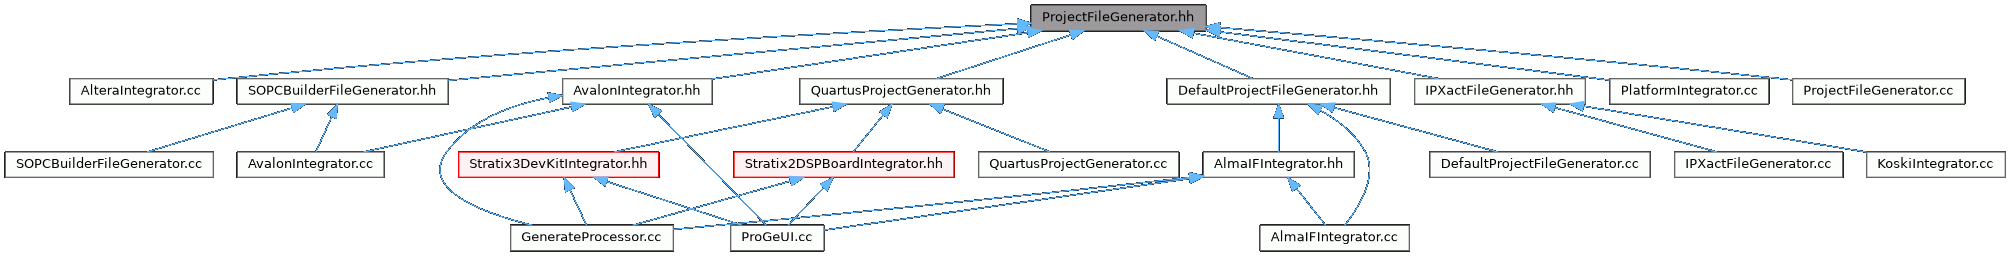 ProjectFileGenerator.hh
AlteraIntegrator.cc
SOPCBuilderFileGenerator.hh
AvalonIntegrator.hh
QuartusProjectGenerator.hh
DefaultProjectFileGenerator.hh
IPXactFileGenerator.hh
PlatformIntegrator.cc
ProjectFileGenerator.cc
SOPCBuilderFileGenerator.cc
AvalonIntegrator.cc
Stratix3DevKitIntegrator.hh
Stratix2DSPBoardIntegrator.hh
QuartusProjectGenerator.cc
AlmaIFIntegrator.hh
DefaultProjectFileGenerator.cc
IPXactFileGenerator.cc
KoskiIntegrator.cc
GenerateProcessor.cc
ProGeUI.cc
AlmaIFIntegrator.cc